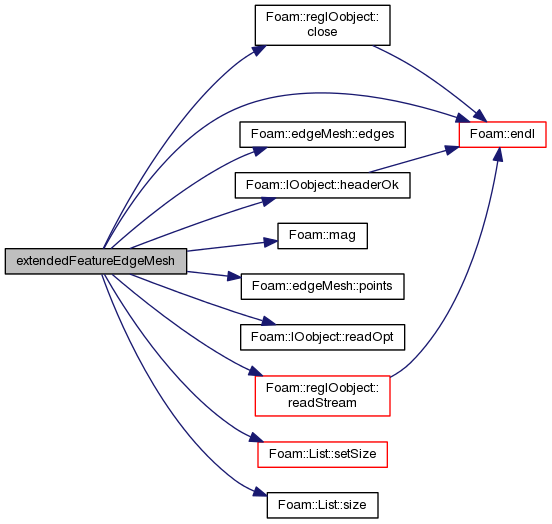 Foam::regIOobject::
close
Foam::endl
Foam::edgeMesh::edges
Foam::IOobject::headerOk
Foam::mag
extendedFeatureEdgeMesh
Foam::edgeMesh::points
Foam::IOobject::readOpt
Foam::regIOobject::
readStream
Foam::List::setSize
Foam::List::size